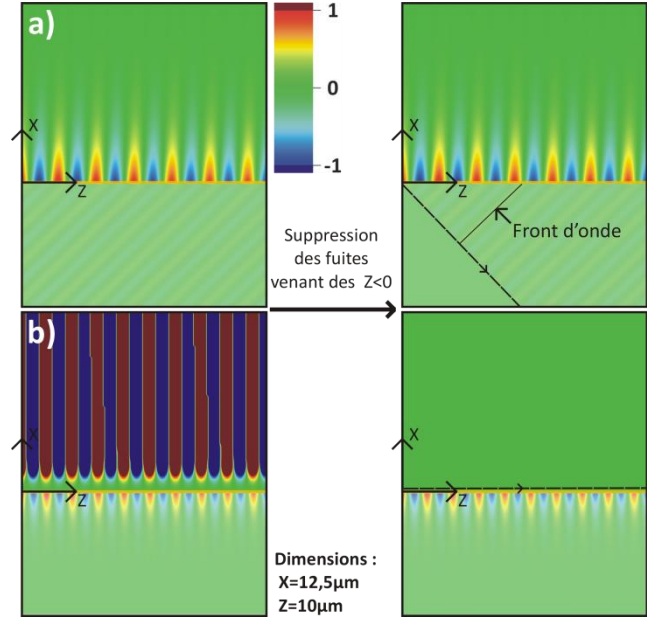 a)
1
0
-1
X
Z
X
Z
Suppression
des fuites
venant des Z<0
Front d'onde
b)
X
Z
X
Z
Dimensions :
X=12,5µm
Z=10µm